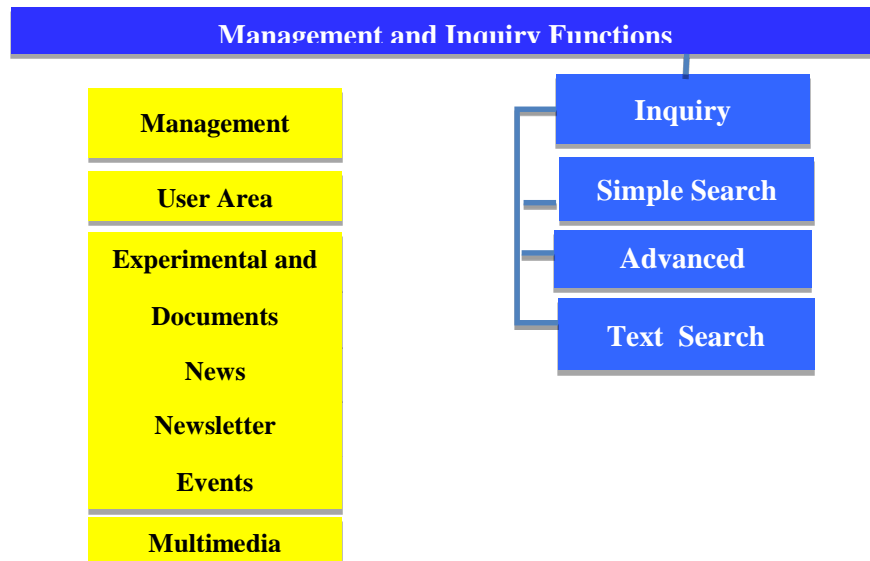 Management and Inquiry Functions
Management
User Area
Experimental and
Documents
News
Newsletter
Events
Multimedia
Inquiry
Simple Search
Advanced
Text Search